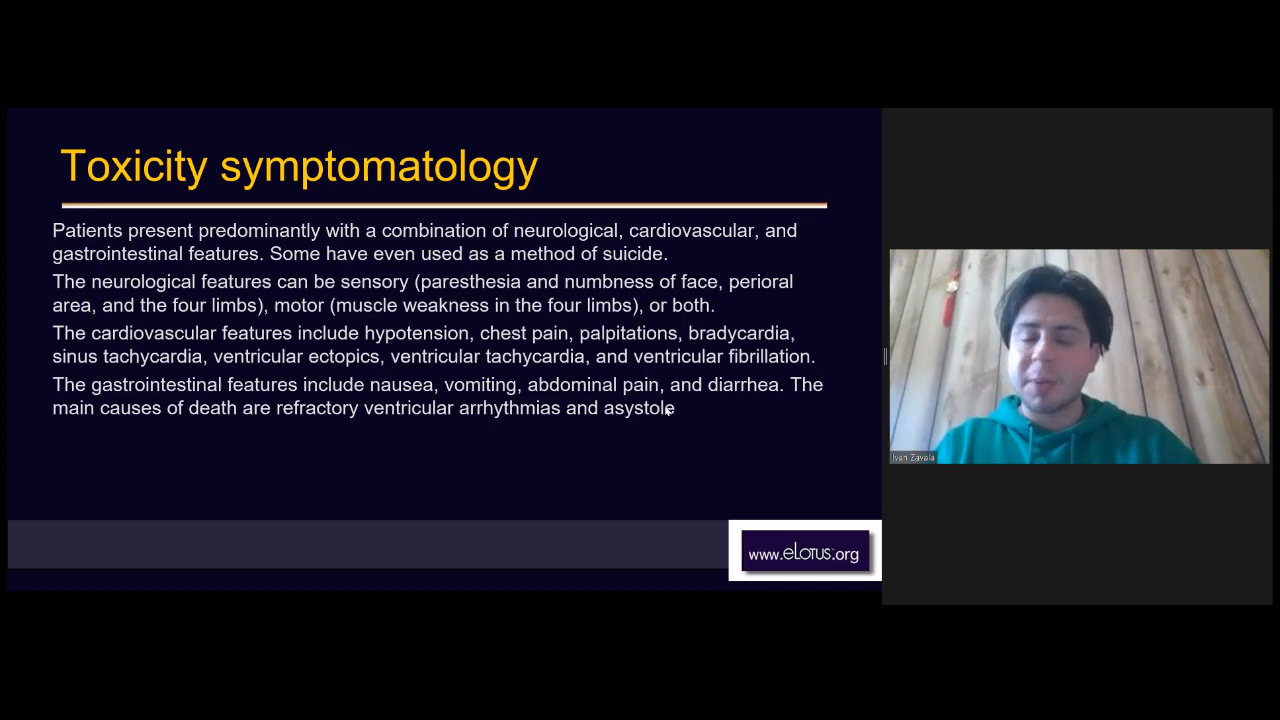 Toxicity symptomatology
Patients present predominantly with a combination of neurological, cardiovascular, and
gastrointestinal features. Some have even used as a method of suicide.
The neurological features can be sensory (paresthesia and numbness of face, perioral
area, and the four limbs), motor (muscle weakness in the four limbs), or both.
The cardiovascular features include hypotension, chest pain, palpitations, bradycardia,
sinus tachycardia, ventricular ectopics, ventricular tachycardia, and ventricular fibrillation.
The gastrointestinal features include nausea, vomiting, abdominal pain, and diarrhea. The
main causes of death are refractory ventricular arrhythmias and asystole
www.eLotus.org
Ivan Zavala